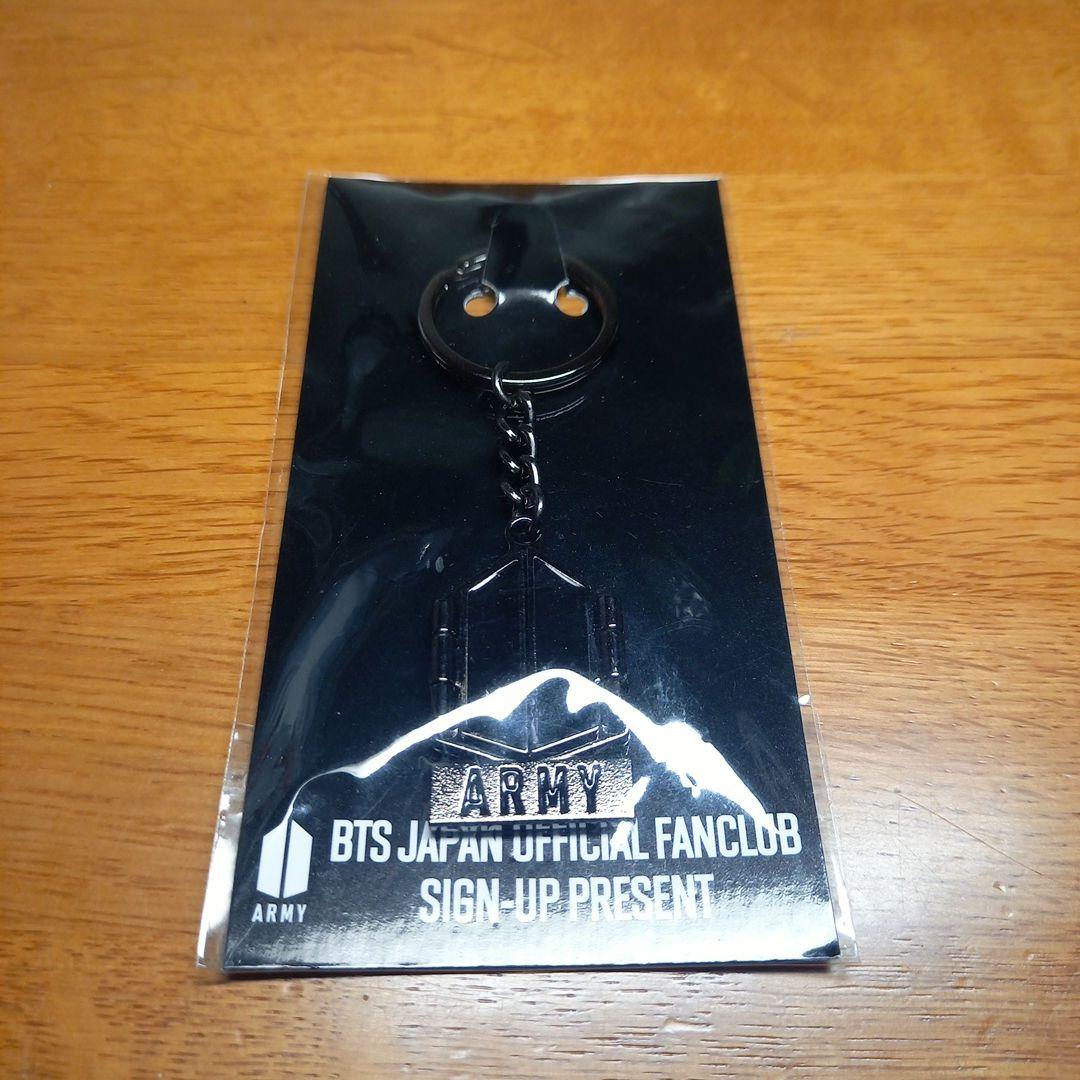 ARMY
BTS JAPAN OFFICIAL FANCLUB
SIGN-UP PRESENT
ARMY